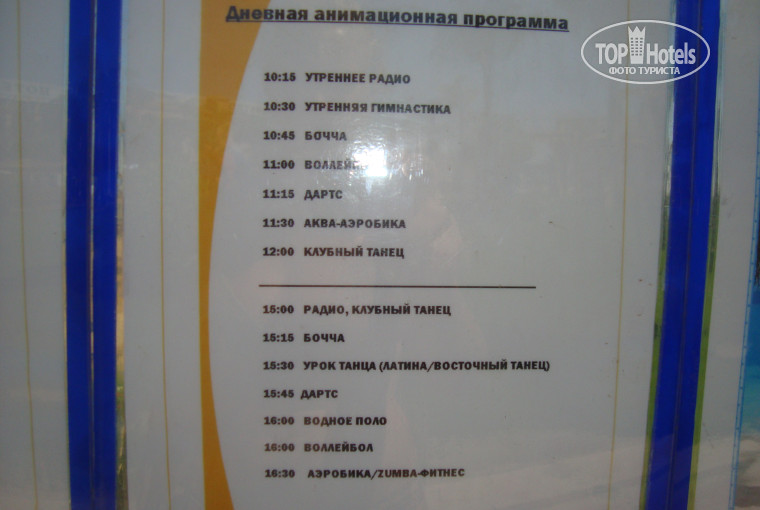 Дневная анимационная программа
TOP Hotels
ФОТО ТУРИСТА
10:15 УТРЕННЕЕ РАДИО
10:30 УТРЕННЯЯ ГИМНАСТИКА
10:45 БОЧЧА
11:00
11:15 ДАРТС
11:30 АКВА-АЭРОБИКА
12:00 КЛУБНЫЙ ТАНЕЦ
15:00 РАДИО, КЛУБНЫЙ ТАНЕЦ
15:15 БОЧЧА
15:30 УРОК ТАНЦА (ЛАТИНА/ВОСТОЧНЫЙ ТАНЕЦ)
15:45 ДАРТС
16:00 ВОДНОЕ ПОЛО
16:00 ВОЛЛЕЙБОЛ
16:30 АЭРОБИКА/ZUMBA-ФИТНЕС